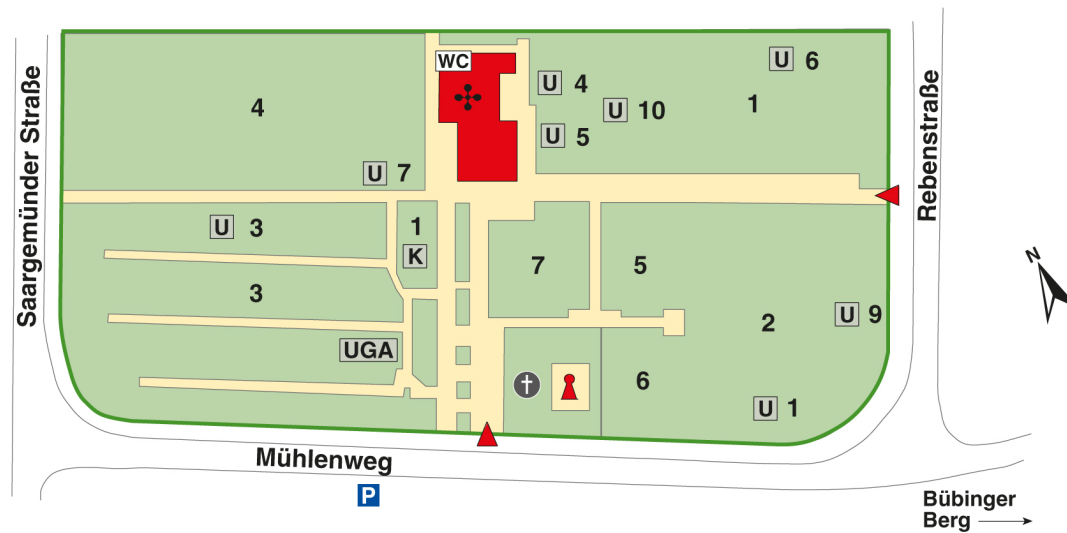 Saargemünder Straße
Rebenstraße
WC
U 6
U 4
4
U 10
1
U 5
U 7
U 3
1
K
7
5
3
2
U 9
UGA
6
U 1
N
Mühlenweg
P
Bübinger
Berg